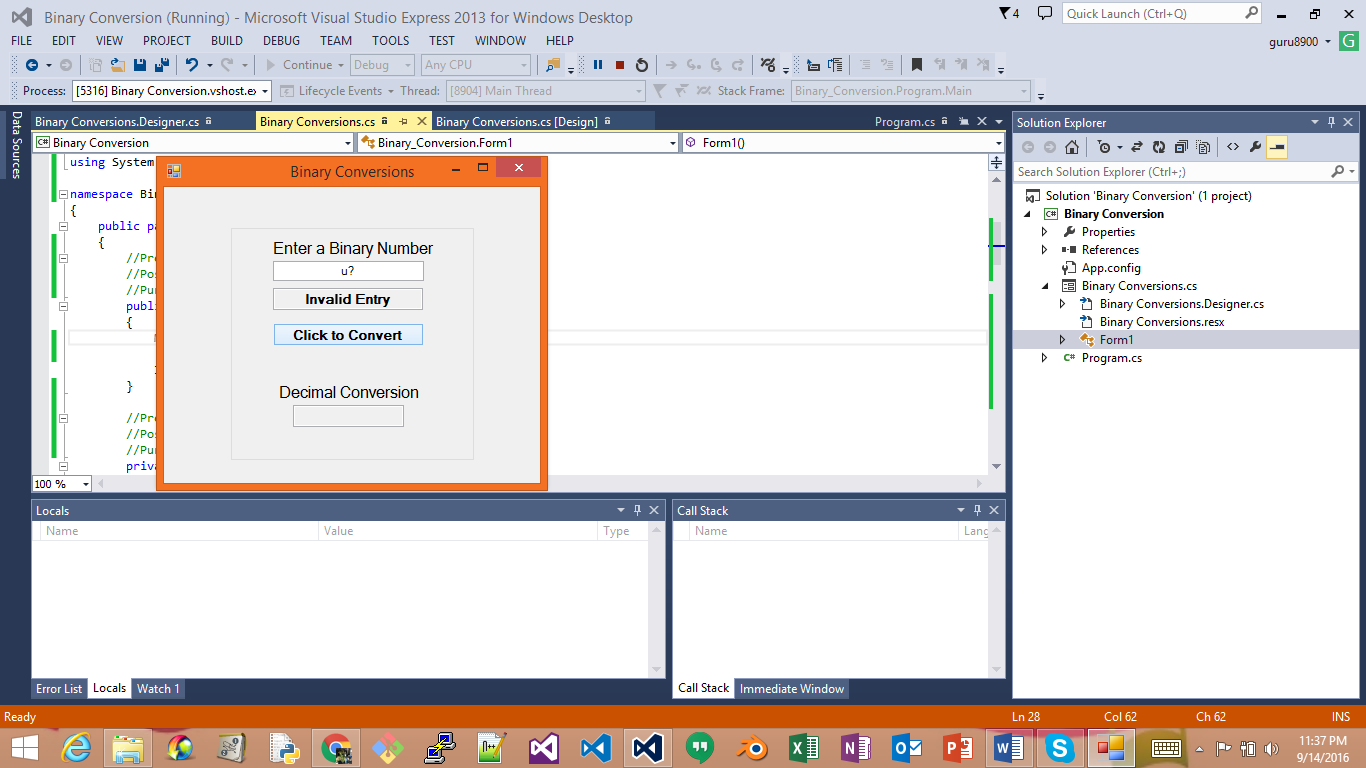 Binary Conversion (Running) - Microsoft Visual Studio Express 2013 for Windows Desktop
4
Quick Launch (Ctrl+Q)
FILE EDIT VIEW PROJECT BUILD DEBUG TEAM TOOLS TEST WINDOW HELP
guru8900 G
Continue Debug Any CPU
Process: [5316] Binary Conversion.vshost.ex Lifecycle Events Thread: [8904] Main Thread Stack Frame: Binary_Conversion.Program.Main
Data Sources
Binary Conversions.Designer.cs Binary Conversions.cs Binary Conversions.cs [Design] Program.cs
Binary Conversion Binary_Conversion.Form1 Form1()
using System
namespace Bi
{
public pa
{
//Pre
//Pos
//Pur
publi
{
}
//Pre
//Pos
//Pur
priva
100 %
Binary Conversions
Enter a Binary Number
u?
Invalid Entry
Click to Convert
Decimal Conversion
Solution Explorer
Search Solution Explorer (Ctrl+;)
Solution 'Binary Conversion' (1 project)
C# Binary Conversion
Properties
References
App.config
Binary Conversions.cs
Binary Conversions.Designer.cs
Binary Conversions.resx
Form1
C# Program.cs
Locals
Name Value Type
Call Stack
Name Lang
Error List Locals Watch 1
Call Stack Immediate Window
Ready Ln 28 Col 62 Ch 62 INS
11:37 PM
9/14/2016